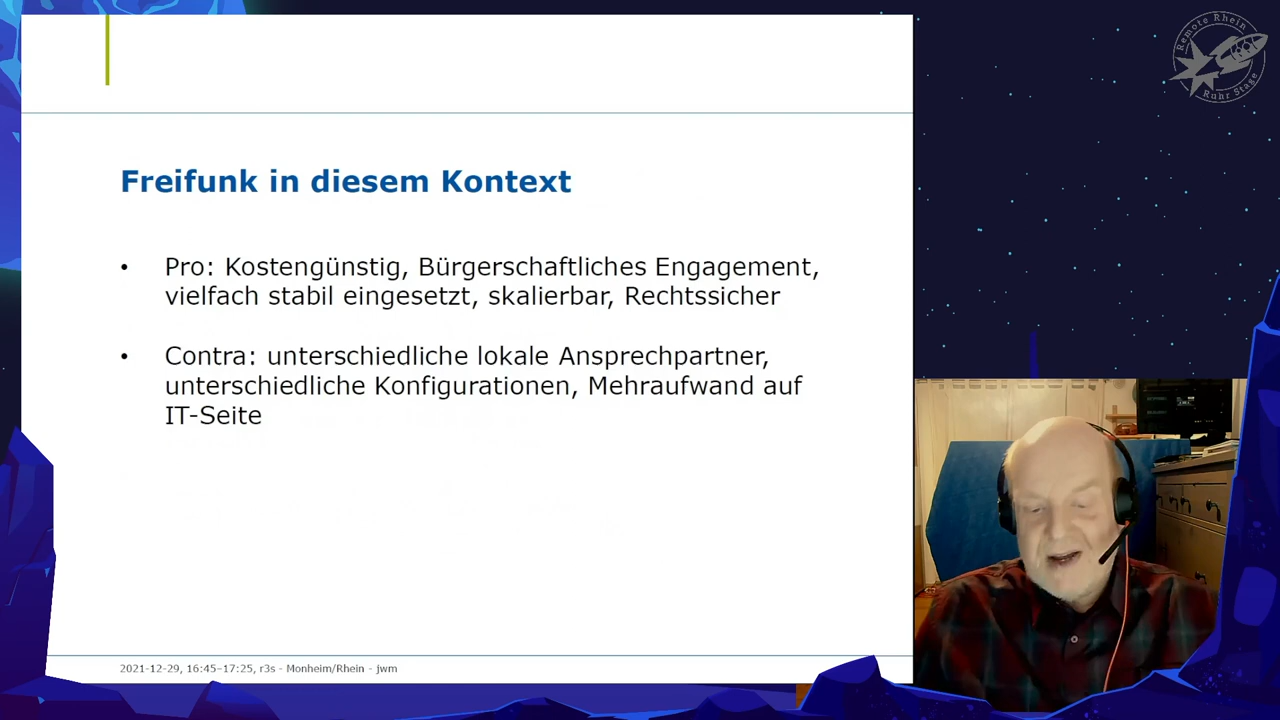 Remote Rhein
Ruhr Stage
Freifunk in diesem Kontext
• Pro: Kostengünstig, Bürgerschaftliches Engagement,
vielfach stabil eingesetzt, skalierbar, Rechtssicher
• Contra: unterschiedliche lokale Ansprechpartner,
unterschiedliche Konfigurationen, Mehraufwand auf
IT-Seite
2021-12-29, 16:45–17:25, r3s - Monheim/Rhein - jwm